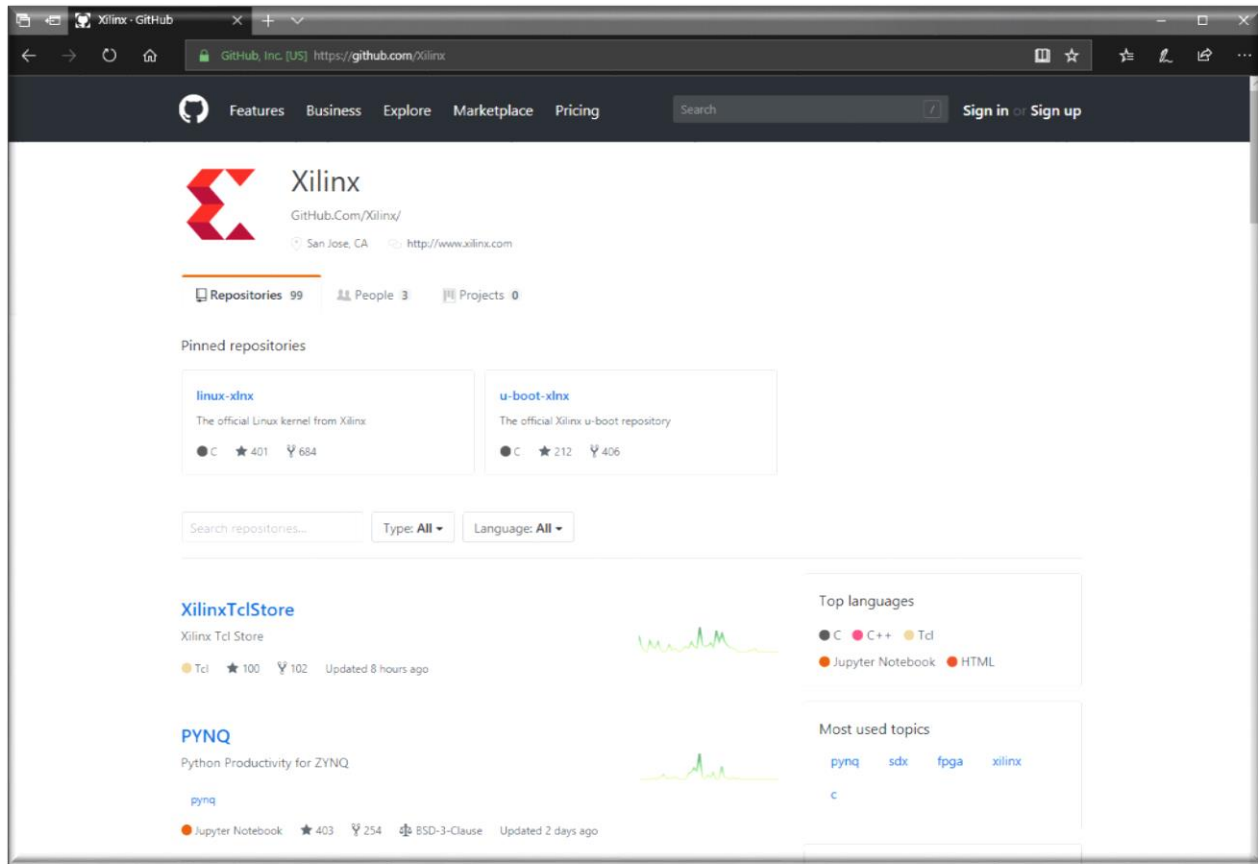 Xilinx · GitHub
GitHub, Inc. [US] https://github.com/Xilinx
Features Business Explore Marketplace Pricing Search / Sign in or Sign up
Xilinx
GitHub.Com/Xilinx/
San Jose, CA http://www.xilinx.com
Repositories 99 People 3 Projects 0
Pinned repositories
linux-xlnx
The official Linux kernel from Xilinx
C 401 684
u-boot-xlnx
The official Xilinx u-boot repository
C 212 406
Search repositories... Type: All Language: All
XilinxTclStore
Xilinx Tcl Store
Tcl 100 102 Updated 8 hours ago
PYNQ
Python Productivity for ZYNQ
pynq
Jupyter Notebook 403 254 BSD-3-Clause Updated 2 days ago
Top languages
C C++ Tcl
Jupyter Notebook HTML
Most used topics
pynq sdx fpga xilinx
c